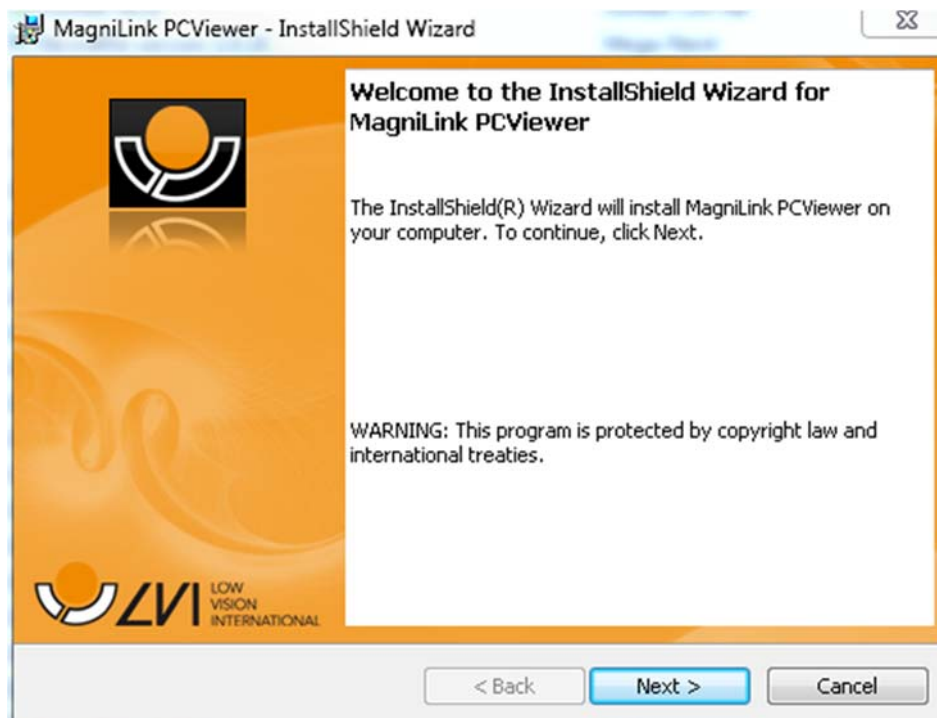 MagniLink PCViewer - InstallShield Wizard
Welcome to the InstallShield Wizard for
MagniLink PCViewer
The InstallShield(R) Wizard will install MagniLink PCViewer on
your computer. To continue, click Next.
WARNING: This program is protected by copyright law and
international treaties.
LVI
LOW
VISION
INTERNATIONAL
< Back
Next >
Cancel